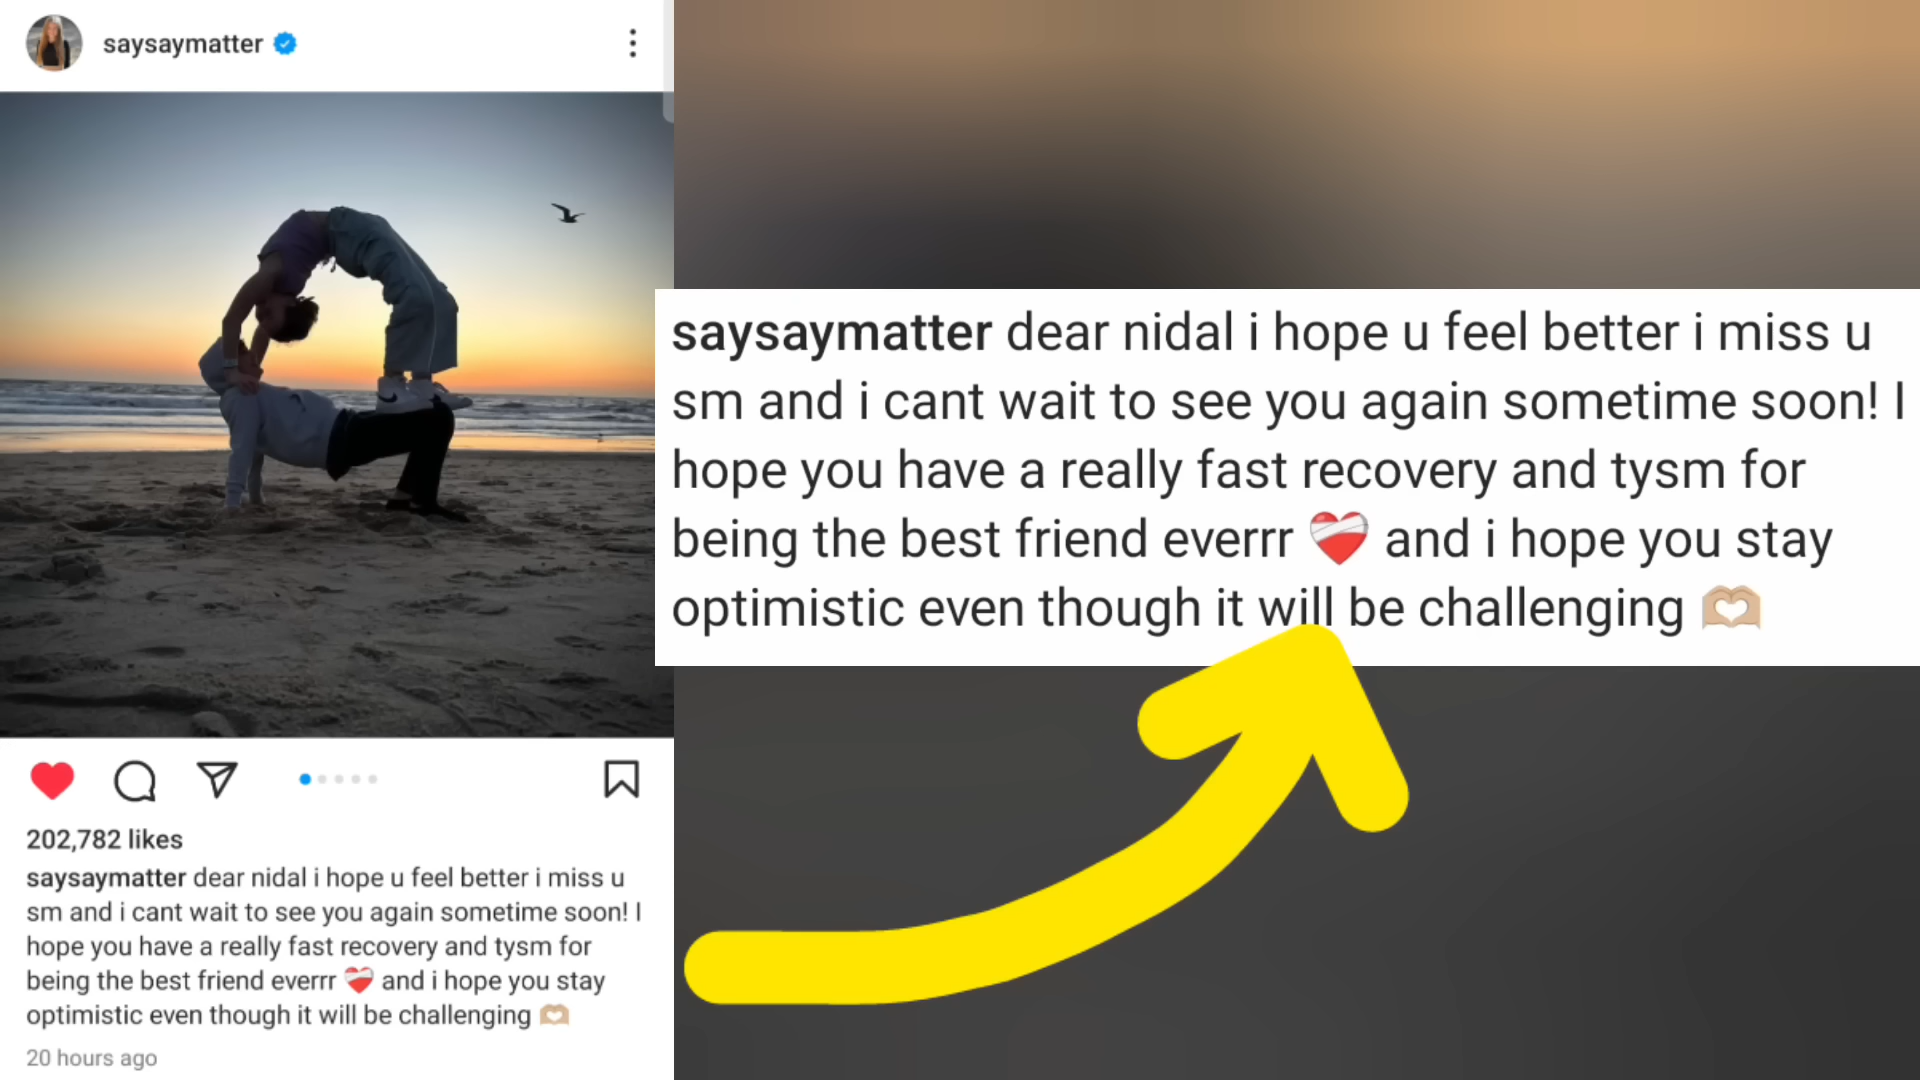 saysaymatter
202,782 likes
saysaymatter dear nidal i hope u feel better i miss u
sm and i cant wait to see you again sometime soon! I
hope you have a really fast recovery and tysm for
being the best friend everrr ❤️‍🩹 and i hope you stay
optimistic even though it will be challenging 🫶🏼
20 hours ago
saysaymatter dear nidal i hope u feel better i miss u
sm and i cant wait to see you again sometime soon! I
hope you have a really fast recovery and tysm for
being the best friend everrr ❤️‍🩹 and i hope you stay
optimistic even though it will be challenging 🫶🏼